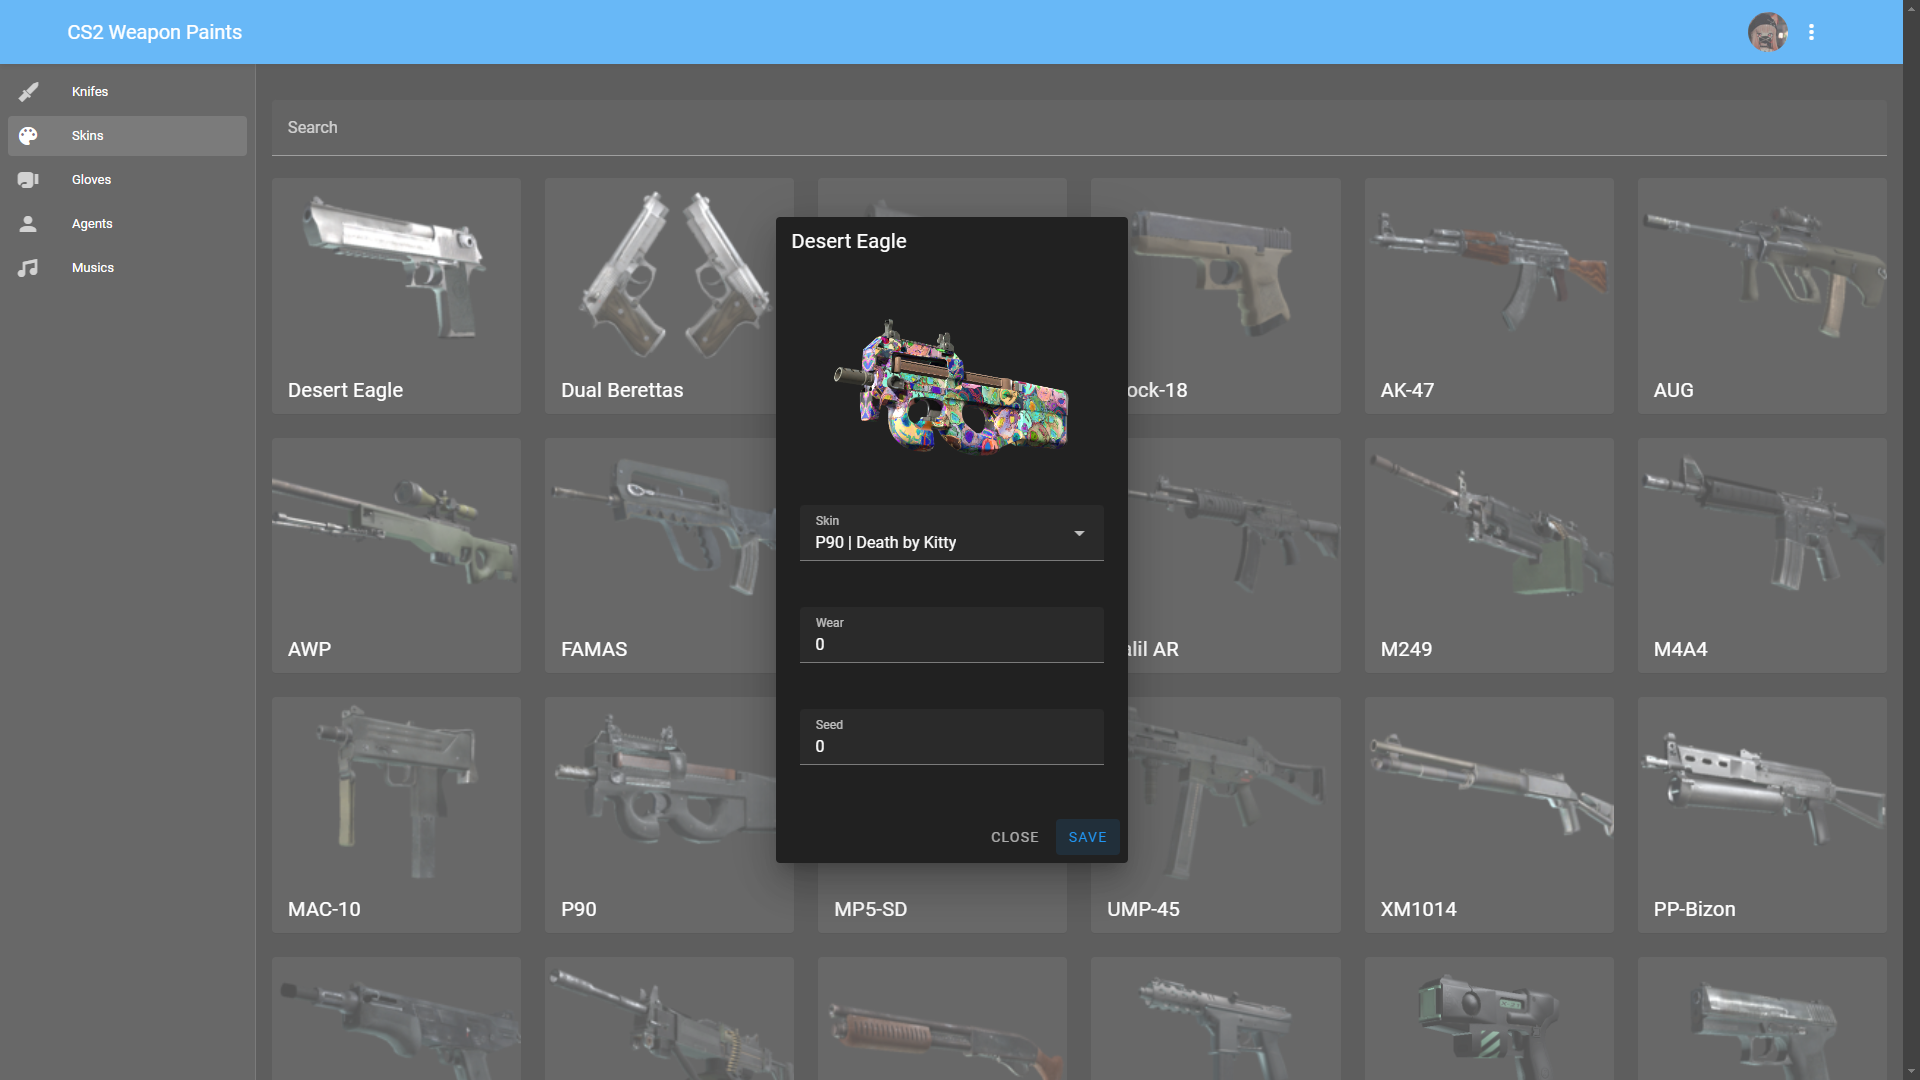 CS2 Weapon Paints
Knifes
Skins
Gloves
Agents
Musics
Search
Desert Eagle
Dual Berettas
ock-18
AK-47
AUG
AWP
FAMAS
alil AR
M249
M4A4
MAC-10
P90
MP5-SD
UMP-45
XM1014
PP-Bizon
Desert Eagle
Skin
P90 | Death by Kitty
Wear
0
Seed
0
CLOSE
SAVE